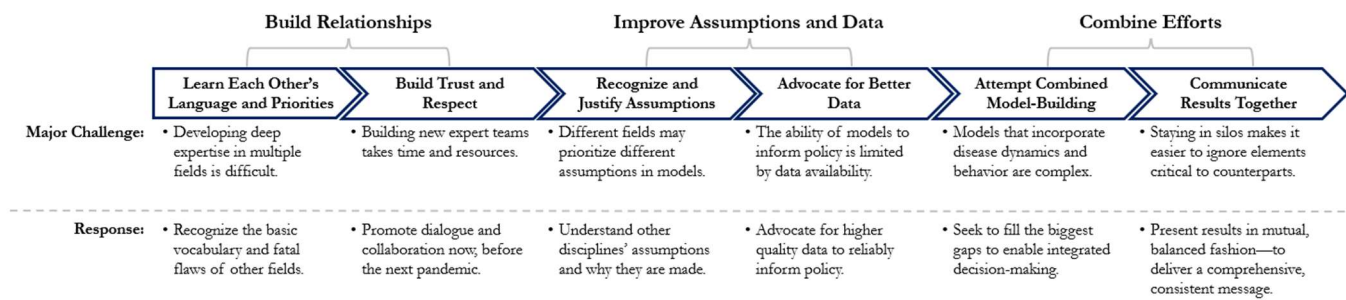 Build Relationships
Improve Assumptions and Data
Combine Efforts
Learn Each Other's
Language and Priorities
Build Trust and
Respect
Recognize and
Justify Assumptions
Advocate for Better
Data
Attempt Combined
Model-Building
Communicate
Results Together
Major Challenge:
• Developing deep
expertise in multiple
fields is difficult.
• Building new expert teams
takes time and resources.
• Different fields may
prioritize different
assumptions in models.
• The ability of models to
inform policy is limited
by data availability.
• Models that incorporate
disease dynamics and
behavior are complex.
• Staying in silos makes it
easier to ignore elements
critical to counterparts.
Response:
• Recognize the basic
vocabulary and fatal
flaws of other fields.
• Promote dialogue and
collaboration now, before
the next pandemic.
• Understand other
disciplines' assumptions
and why they are made.
• Advocate for higher
quality data to reliably
inform policy.
• Seek to fill the biggest
gaps to enable integrated
decision-making.
• Present results in mutual,
balanced fashion—to
deliver a comprehensive,
consistent message.